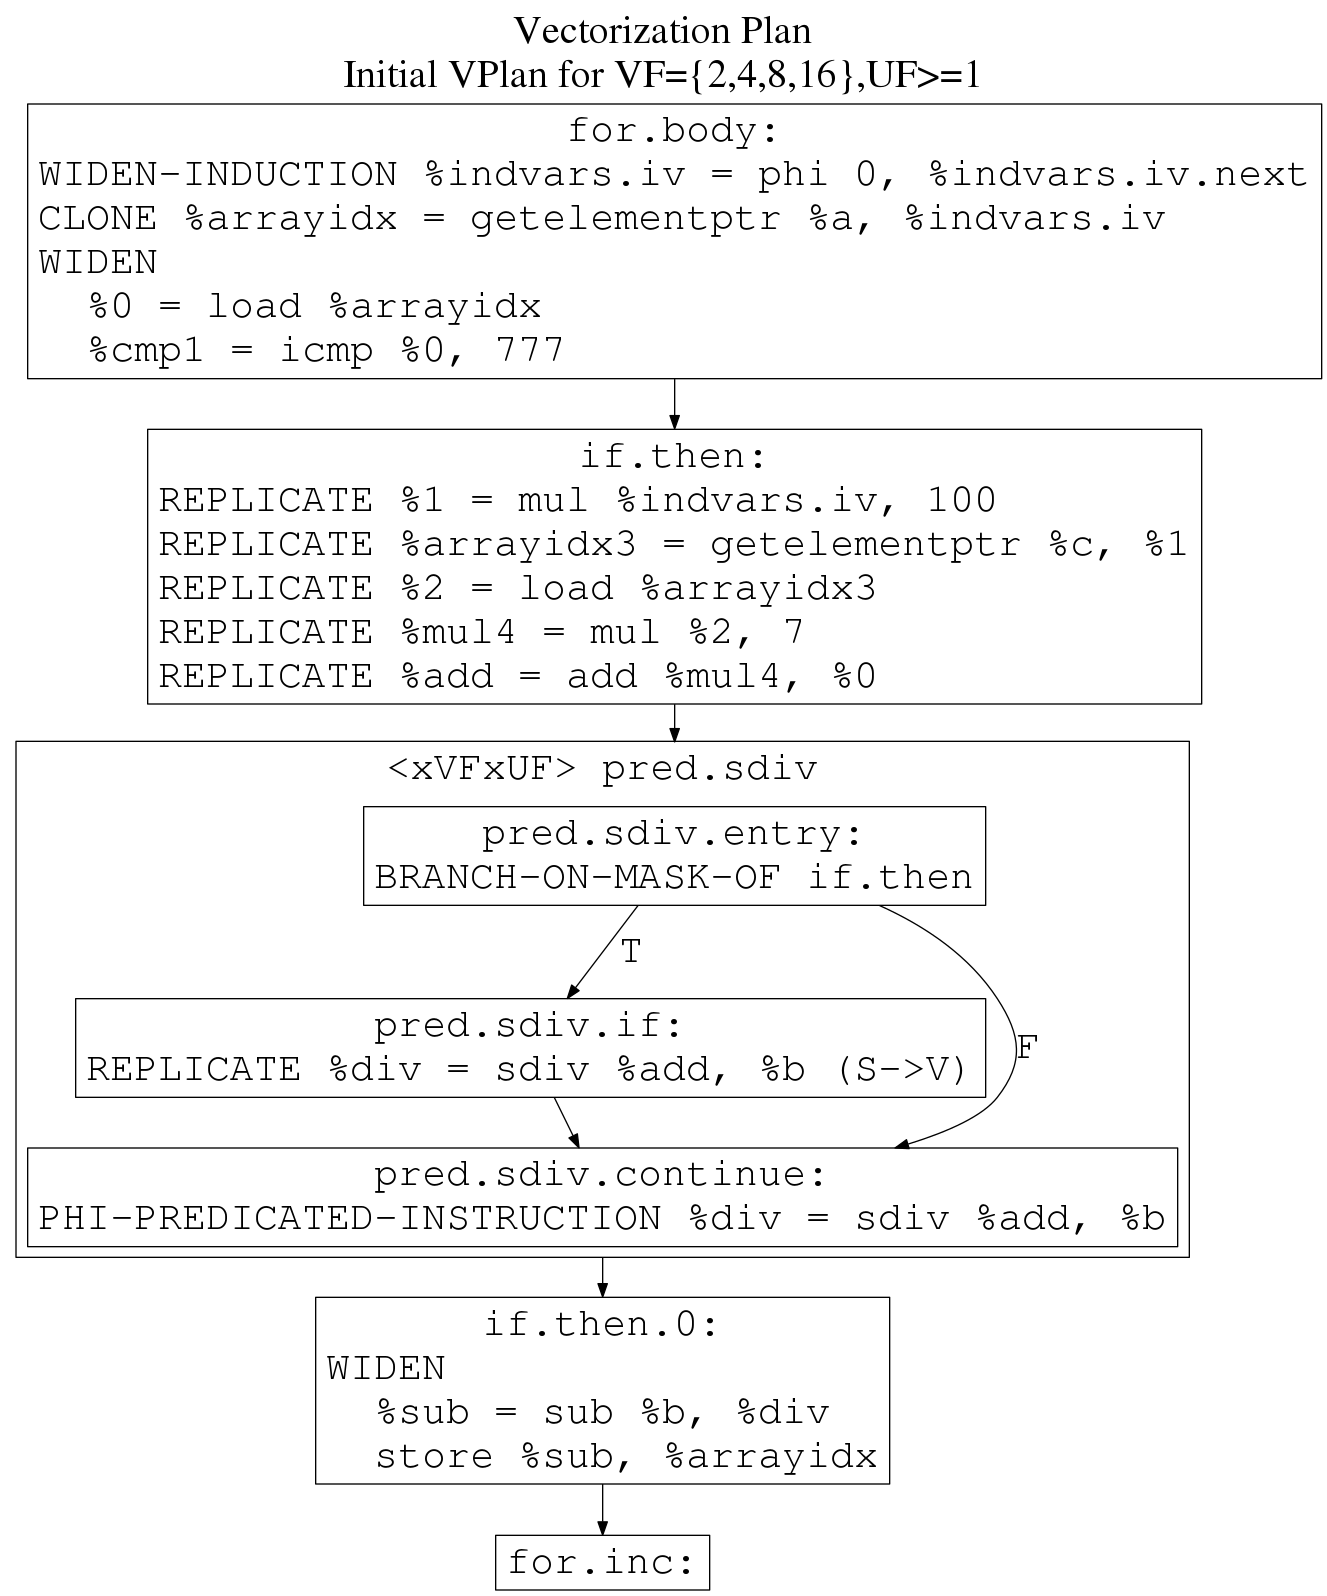 Vectorization Plan
Initial VPlan for VF={2,4,8,16},UF>=1
for.body:
WIDEN-INDUCTION %indvars.iv = phi 0, %indvars.iv.next
CLONE %arrayidx = getelementptr %a, %indvars.iv
WIDEN
  %0 = load %arrayidx
  %cmp1 = icmp %0, 777
if.then:
REPLICATE %1 = mul %indvars.iv, 100
REPLICATE %arrayidx3 = getelementptr %c, %1
REPLICATE %2 = load %arrayidx3
REPLICATE %mul4 = mul %2, 7
REPLICATE %add = add %mul4, %0
<xVFxUF> pred.sdiv
pred.sdiv.entry:
BRANCH-ON-MASK-OF if.then
T
pred.sdiv.if:
REPLICATE %div = sdiv %add, %b (S->V)
F
pred.sdiv.continue:
PHI-PREDICATED-INSTRUCTION %div = sdiv %add, %b
if.then.0:
WIDEN
  %sub = sub %b, %div
  store %sub, %arrayidx
for.inc: